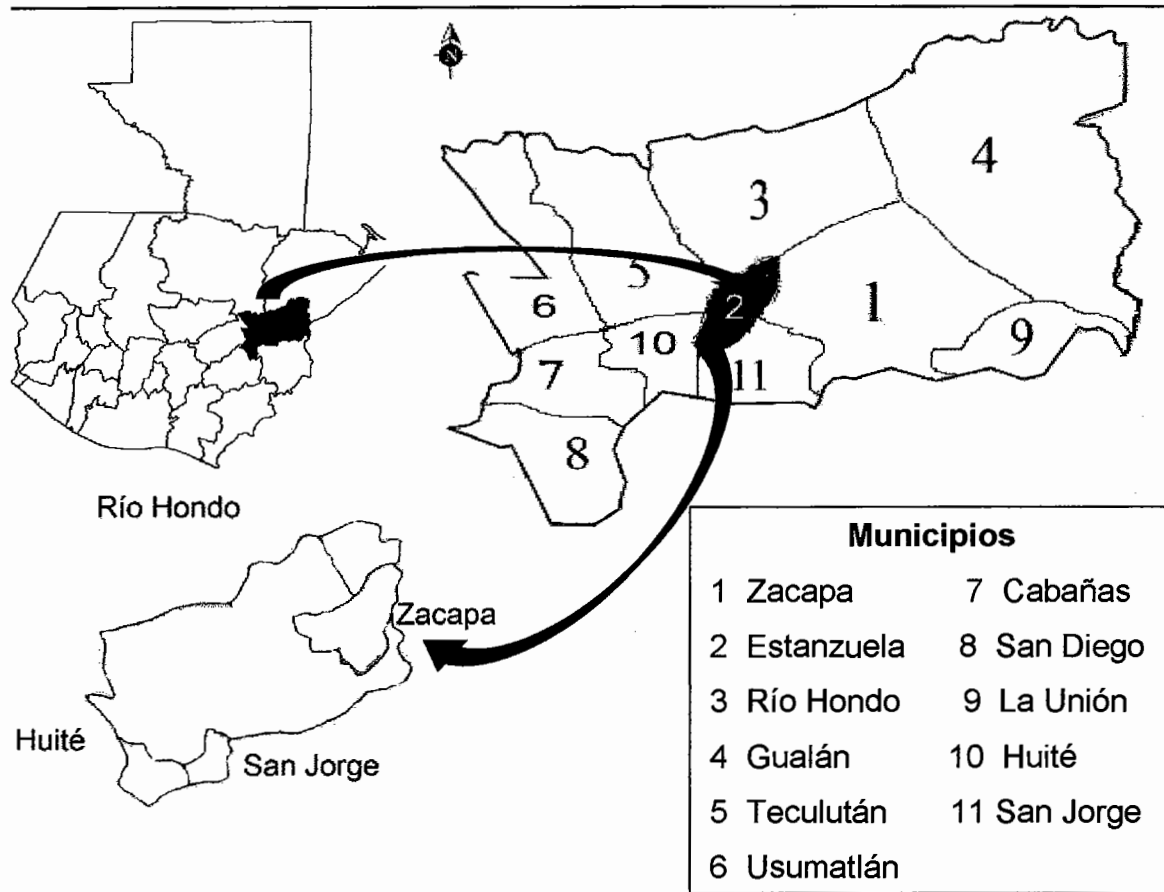 N
4
3
5
6
2
1
9
10
7
11
8
Río Hondo
Zacapa
Huité
San Jorge
Municipios
1 Zacapa
2 Estanzuela
3 Río Hondo
4 Gualán
5 Teculután
6 Usumatlán
7 Cabañas
8 San Diego
9 La Unión
10 Huité
11 San Jorge